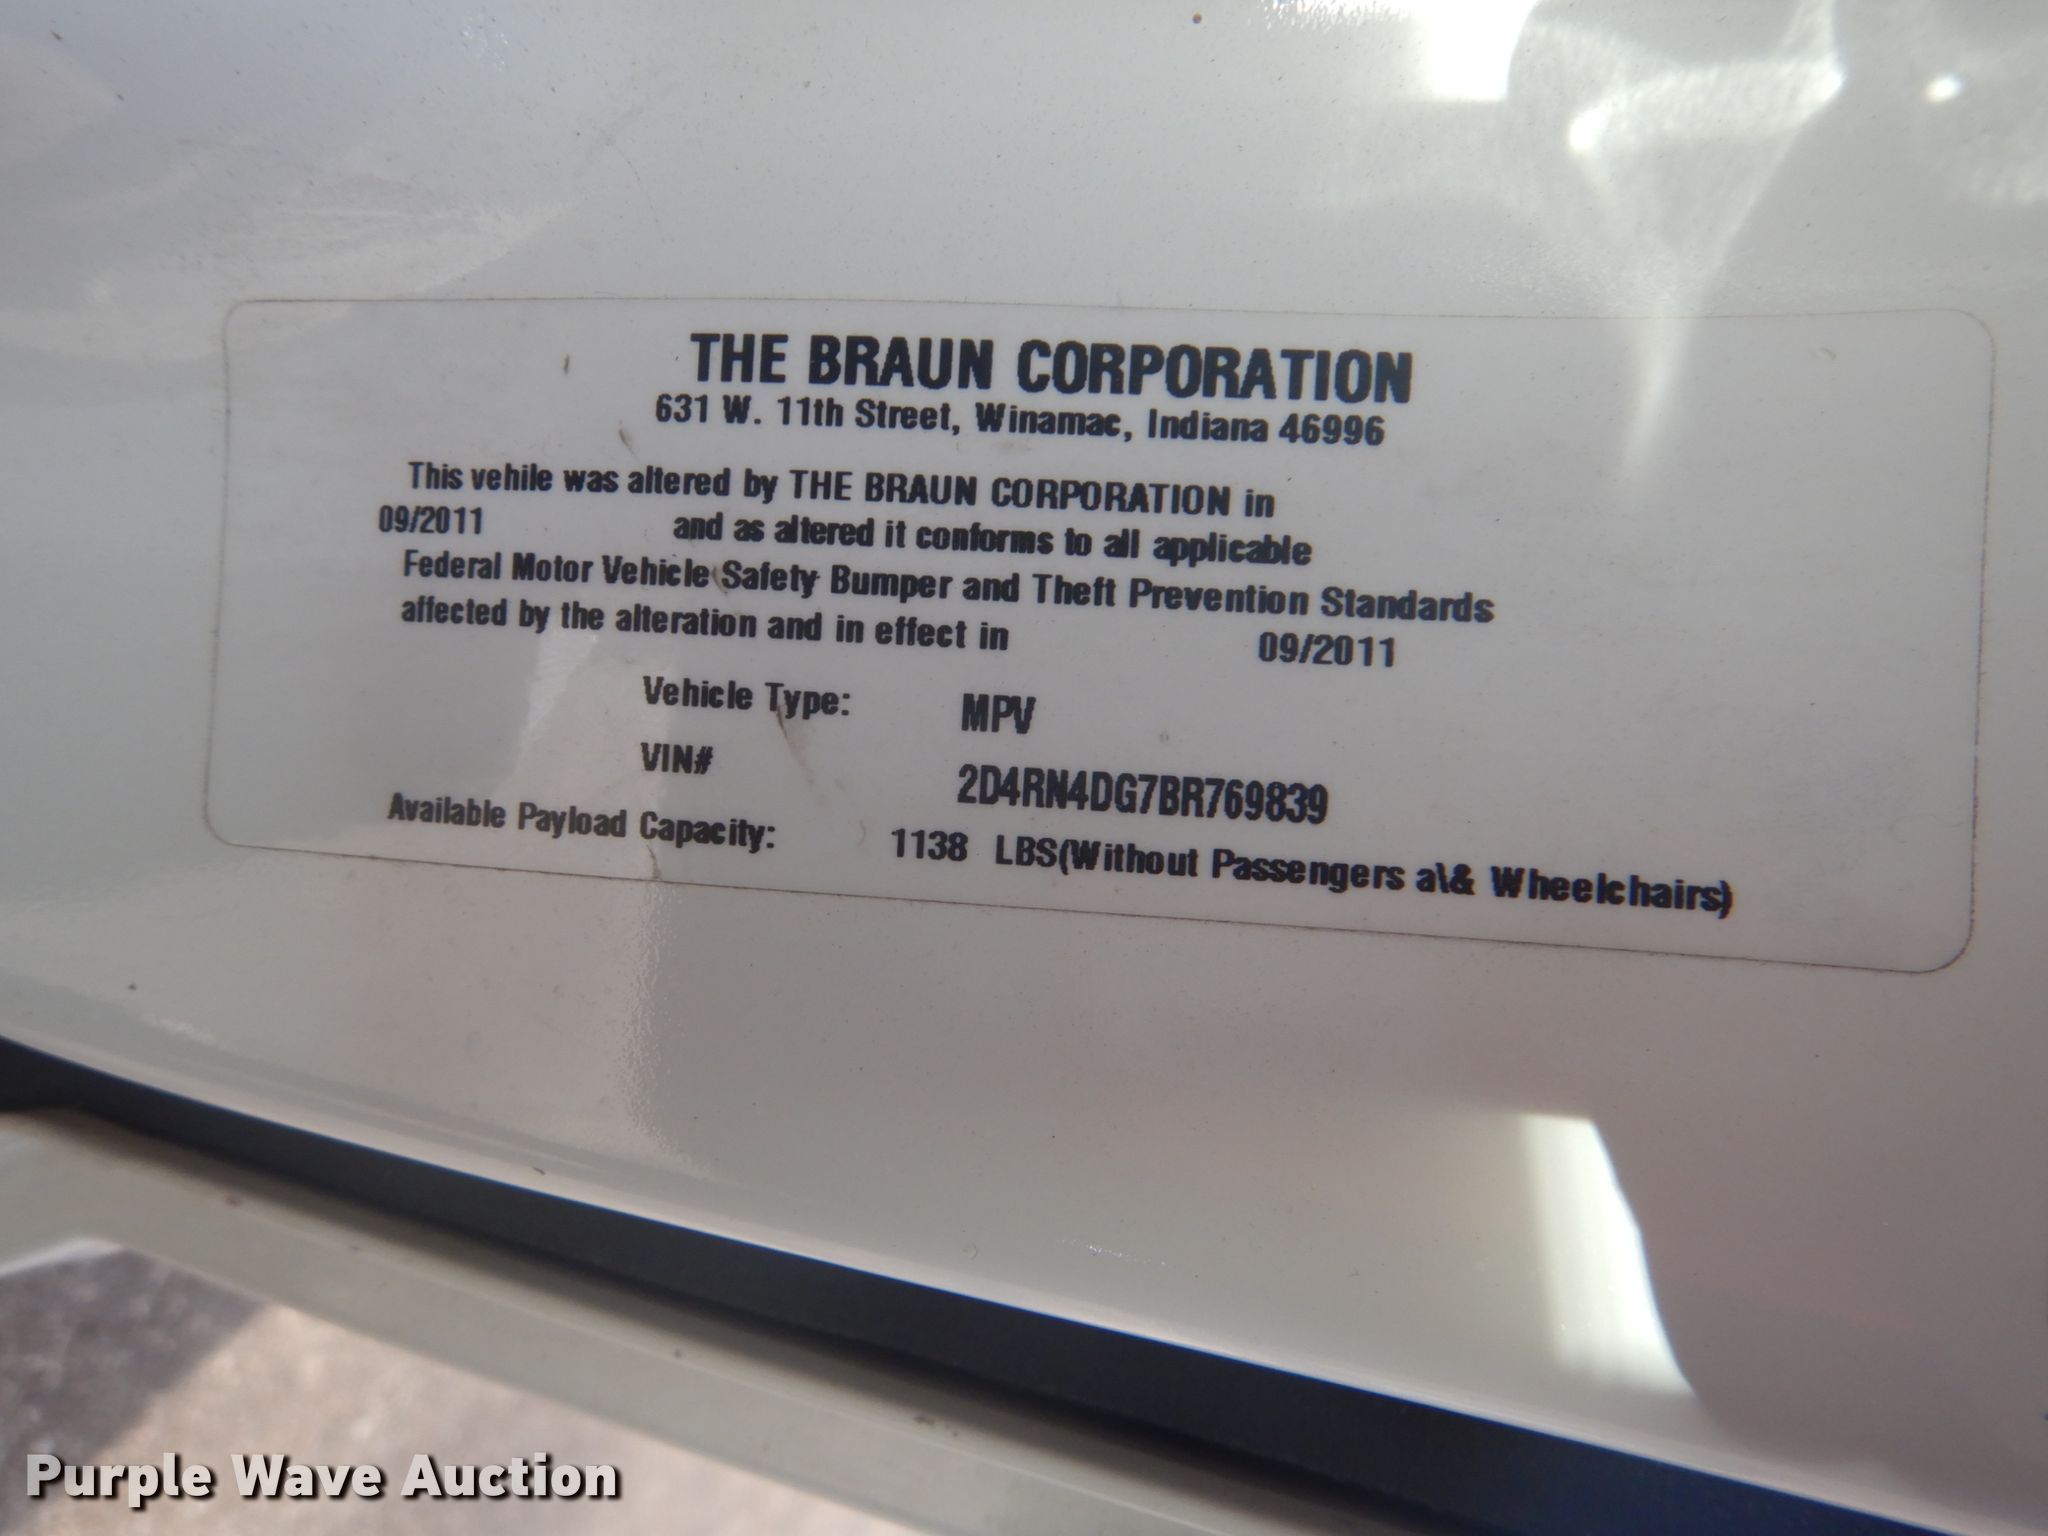 THE BRAUN CORPORATION
631 W. 11th Street, Winamac, Indiana 46996
This vehile was altered by THE BRAUN CORPORATION in
09/2011 and as altered it conforms to all applicable
Federal Motor Vehicle Safety Bumper and Theft Prevention Standards
affected by the alteration and in effect in 09/2011
Vehicle Type: MPV
VIN# 2D4RN4DG7BR769839
Available Payload Capacity: 1138 LBS(Without Passengers a\& Wheelchairs)
Purple Wave Auction